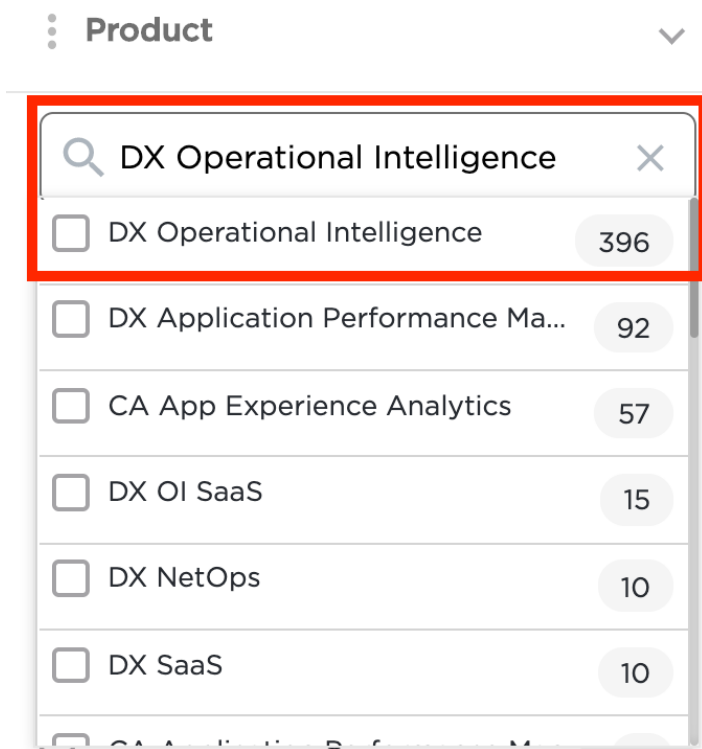 Product
DX Operational Intelligence
DX Operational Intelligence 396
DX Application Performance Ma... 92
CA App Experience Analytics 57
DX OI SaaS 15
DX NetOps 10
DX SaaS 10